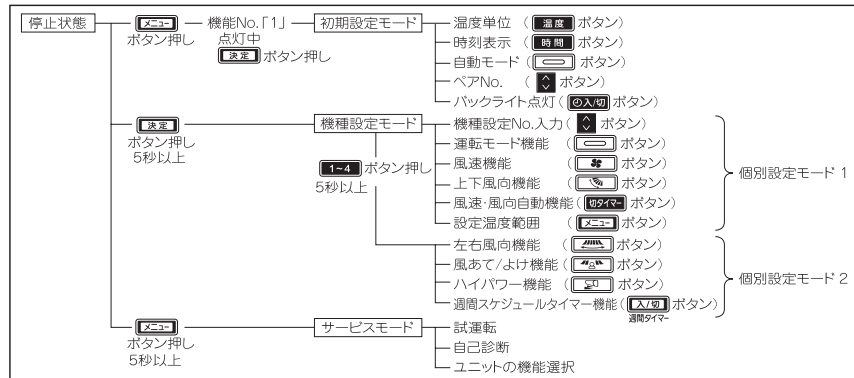 停止状態
メニュー
ボタン押し
機能No.「1」
点灯中
決定 ボタン押し
初期設定モード
温度単位 ( 温度 ボタン)
時刻表示 ( 時間 ボタン)
自動モード ( ボタン)
ペアNo. ( ボタン)
バックライト点灯 ( 入/切 ボタン)
決定
ボタン押し
5秒以上
機種設定モード
1~4 ボタン押し
5秒以上
機種設定No.入力 ( ボタン)
運転モード機能 ( ボタン)
風速機能 ( ボタン)
上下風向機能 ( ボタン)
風速・風向自動機能 ( 切タイマー ボタン)
設定温度範囲 ( メニュー ボタン)
個別設定モード 1
左右風向機能 ( ボタン)
風あて/よけ機能 ( ボタン)
ハイパワー機能 ( ボタン)
週間スケジュールタイマー機能 ( 入/切 ボタン)
週間タイマー
個別設定モード 2
メニュー
ボタン押し
5秒以上
サービスモード
試運転
自己診断
ユニットの機能選択